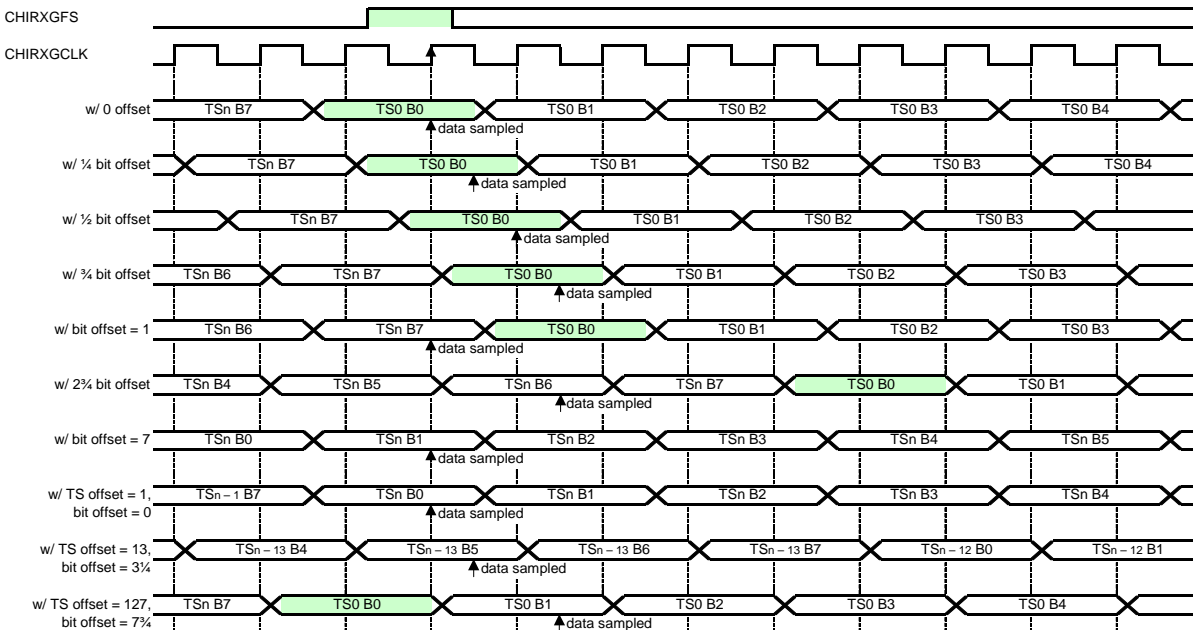 CHIRXGFS
CHIRXGCLK
w/ 0 offset TSn B7 TS0 B0 TS0 B1 TS0 B2 TS0 B3 TS0 B4
data sampled
w/ ¼ bit offset TSn B7 TS0 B0 TS0 B1 TS0 B2 TS0 B3 TS0 B4
data sampled
w/ ½ bit offset TSn B7 TS0 B0 TS0 B1 TS0 B2 TS0 B3
data sampled
w/ ¾ bit offset TSn B6 TSn B7 TS0 B0 TS0 B1 TS0 B2 TS0 B3
data sampled
w/ bit offset = 1 TSn B6 TSn B7 TS0 B0 TS0 B1 TS0 B2 TS0 B3
data sampled
w/ 2¾ bit offset TSn B4 TSn B5 TSn B6 TSn B7 TS0 B0 TS0 B1
data sampled
w/ bit offset = 7 TSn B0 TSn B1 TSn B2 TSn B3 TSn B4 TSn B5
data sampled
w/ TS offset = 1, TSn – 1 B7 TSn B0 TSn B1 TSn B2 TSn B3 TSn B4
bit offset = 0 data sampled
w/ TS offset = 13, TSn – 13 B4 TSn – 13 B5 TSn – 13 B6 TSn – 13 B7 TSn – 12 B0 TSn – 12 B1
bit offset = 3¼ data sampled
w/ TS offset = 127, TSn B7 TS0 B0 TS0 B1 TS0 B2 TS0 B3 TS0 B4
bit offset = 7¾ data sampled